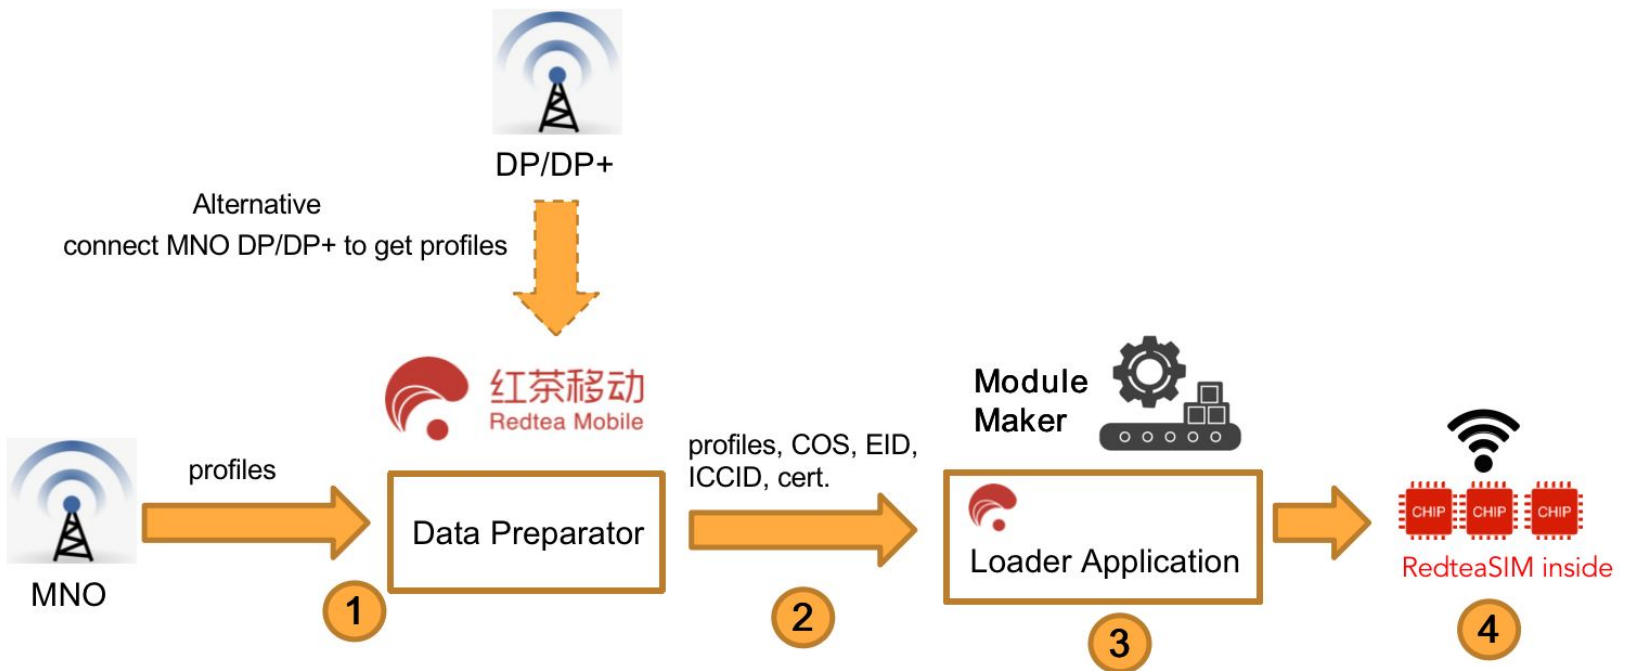 DP/DP+
Alternative
connect MNO DP/DP+ to get profiles
红茶移动
Redtea Mobile
Module
Maker
profiles
profiles, COS, EID,
ICCID, cert.
MNO
Data Preparator
Loader Application
CHIP
CHIP
CHIP
RedteaSIM inside
1
2
3
4